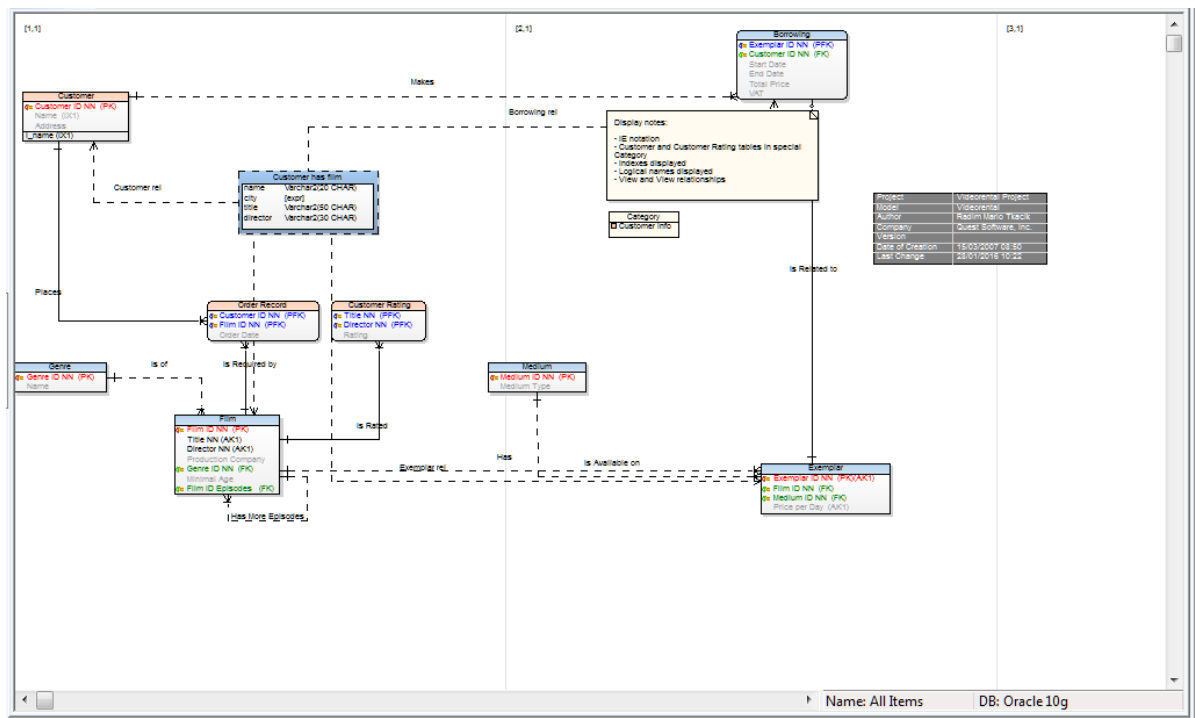 [1,1]
[2,1]
[3,1]
Borrowing
Exemplar ID NN (PFK)
Customer ID NN (FK)
Start Date
End Date
Total Price
VAT
Makes
Customer
Customer ID NN (PK)
Name (IX1)
Address
i_name (IX1)
Borrowing rel
Display notes:
- IE notation
- Customer and Customer Rating tables in special
Category
- Indexes displayed
- Logical names displayed
- View and View relationships
Customer has film
name Varchar2(20 CHAR)
city [expr]
title Varchar2(50 CHAR)
director Varchar2(30 CHAR)
Customer rel
Category
Customer Info
Project Videorental Project
Model Videorental
Author Radim Mario Tkacik
Company Quest Software, Inc.
Version
Date of Creation 15/03/2007 08:50
Last Change 28/01/2016 10:22
Is Related to
Places
Order Record
Customer ID NN (PFK)
Film ID NN (PFK)
Order Date
Customer Rating
Title NN (PFK)
Director NN (PFK)
Rating
Genre
Genre ID NN (PK)
Name
Is of
Is Required by
Medium
Medium ID NN (PK)
Medium Type
Film
Film ID NN (PK)
Title NN (AK1)
Director NN (AK1)
Production Company
Genre ID NN (FK)
Minimal Age
Film ID Episodes (FK)
Is Rated
Has
Exemplar rel
Is Available on
Exemplar
Exemplar ID NN (PK)(AK1)
Film ID NN (FK)
Medium ID NN (FK)
Price per Day (AK1)
Has More Episodes
Name: All Items
DB: Oracle 10g